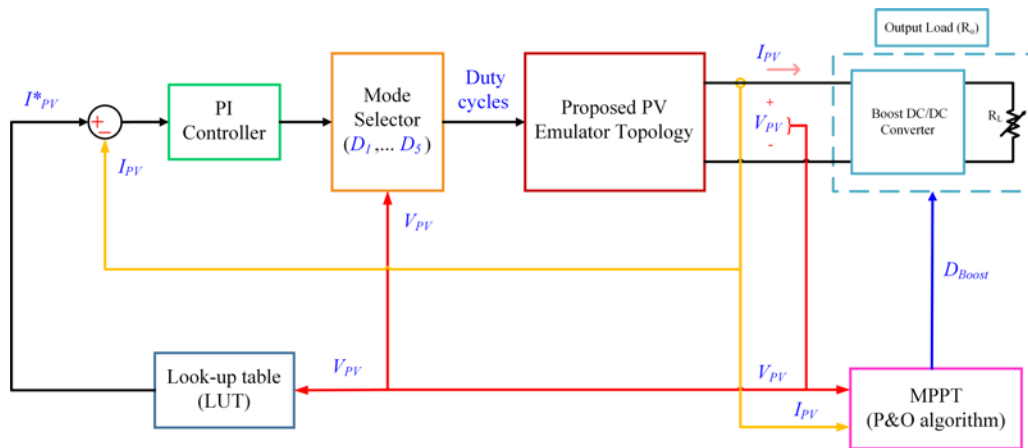 Output Load (Rₒ)
I*PV
PI
Controller
Mode
Selector
(D1,... D5)
Duty
cycles
Proposed PV
Emulator Topology
IPV
+
VPV
-
Boost DC/DC
Converter
RL
+
-
IPV
VPV
DBoost
Look-up table
(LUT)
VPV
VPV
IPV
MPPT
(P&O algorithm)